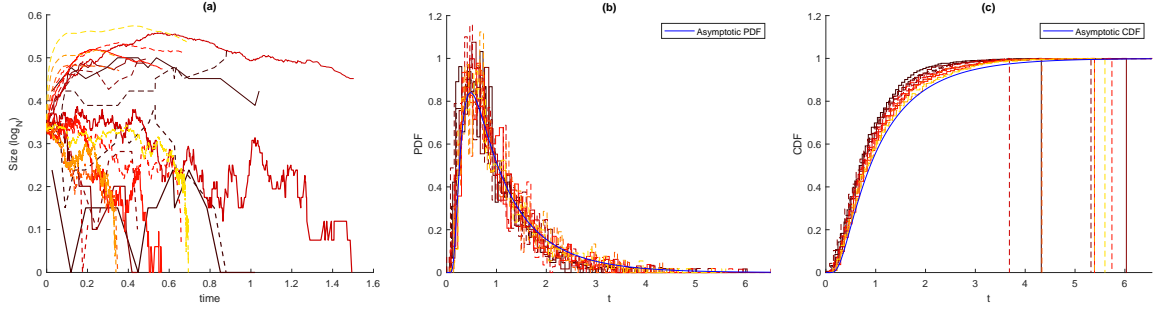 (a)
Size (log_N)
0.6
0.5
0.4
0.3
0.2
0.1
0
0 0.2 0.4 0.6 0.8 1 1.2 1.4 1.6
time
(b)
PDF
1.2
1
0.8
0.6
0.4
0.2
0
Asymptotic PDF
0 1 2 3 4 5 6
t
(c)
CDF
1.2
1
0.8
0.6
0.4
0.2
0
Asymptotic CDF
0 1 2 3 4 5 6
t